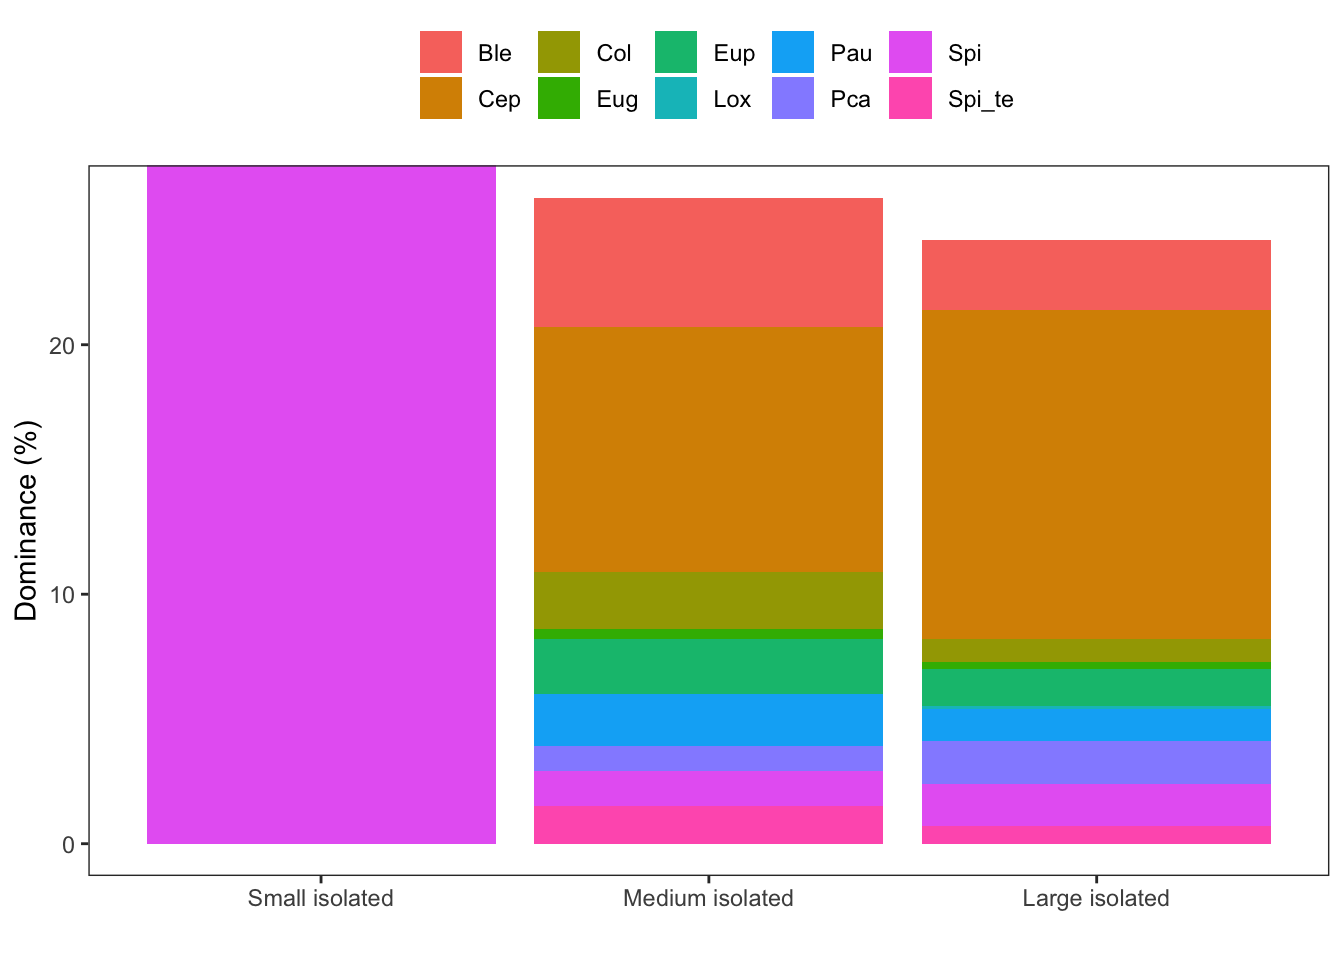 Ble Col Eup Pau Spi
Cep Eug Lox Pca Spi_te
Dominance (%)
20
10
0
Small isolated Medium isolated Large isolated